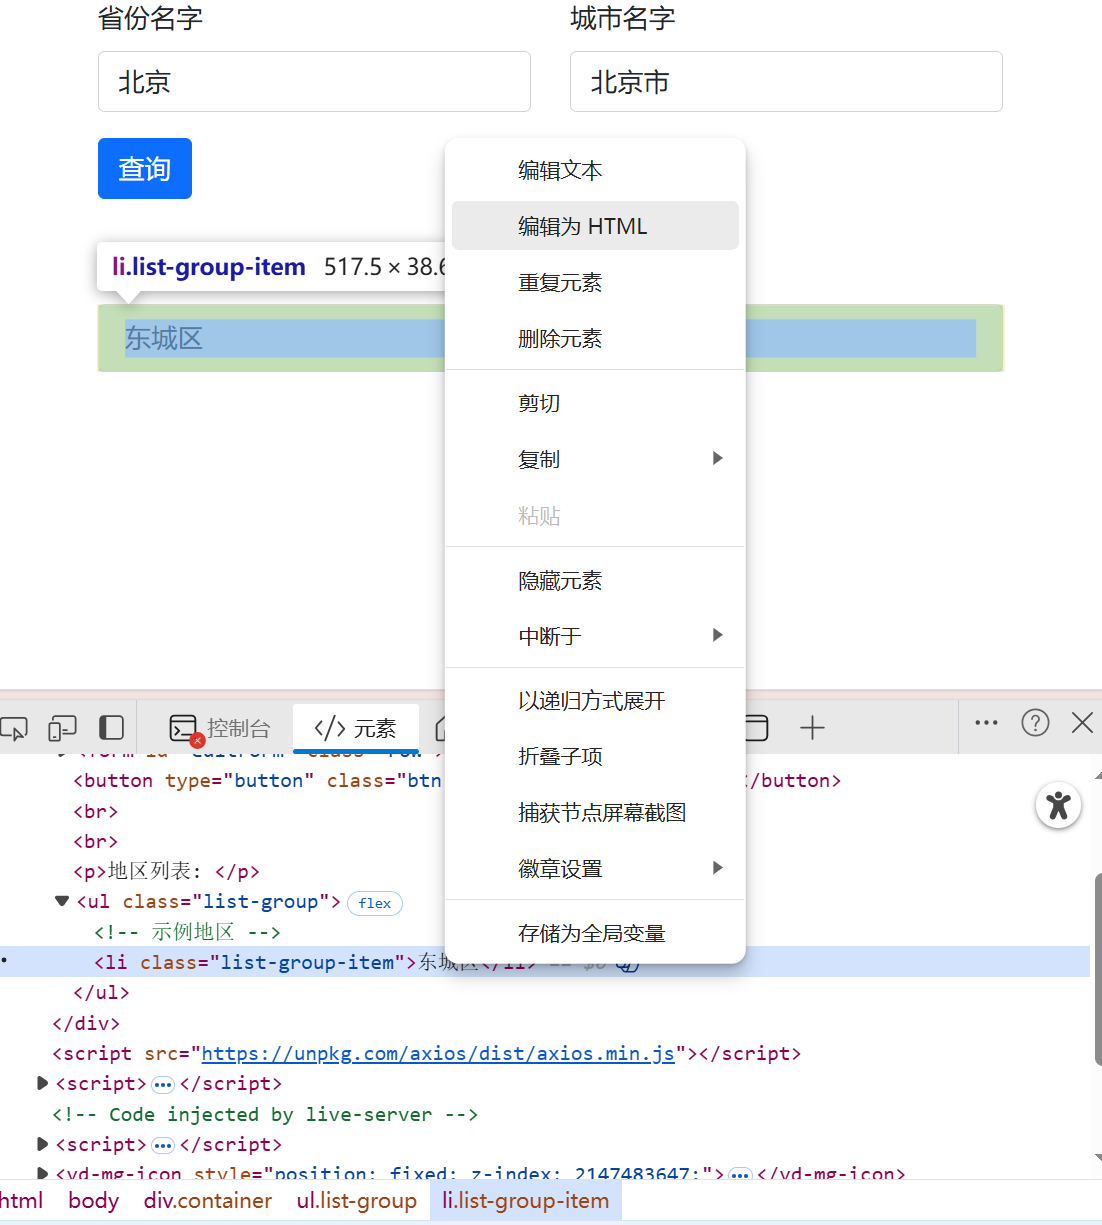 省份名字
城市名字
北京
北京市
查询
编辑文本
编辑为 HTML
重复元素
删除元素
剪切
复制
粘贴
隐藏元素
中断于
以递归方式展开
折叠子项
捕获节点屏幕截图
徽章设置
存储为全局变量
li.list-group-item 517.5 × 38.6
东城区
控制台
</> 元素
<button type="button" class="btn
/button>
<br>
<br>
<p>地区列表: </p>
<ul class="list-group"> flex
<!-- 示例地区 -->
<li class="list-group-item">东城区</li> == $0
</ul>
</div>
<script src="https://unpkg.com/axios/dist/axios.min.js"></script>
<script> ••• </script>
<!-- Code injected by live-server -->
<script> ••• </script>
<yd-mg-icon style="position: fixed; z-index: 2147483647;"> ••• </yd-mg-icon>
html body div.container ul.list-group li.list-group-item